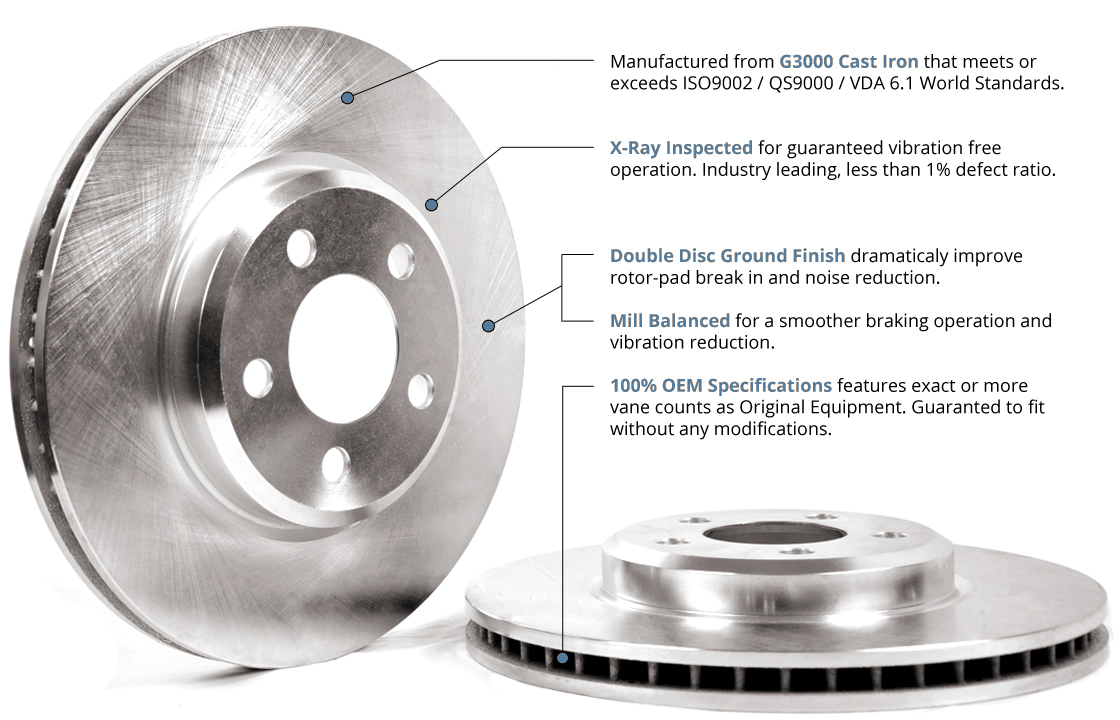 Manufactured from G3000 Cast Iron that meets or
exceeds ISO9002 / QS9000 / VDA 6.1 World Standards.
X-Ray Inspected for guaranteed vibration free
operation. Industry leading, less than 1% defect ratio.
Double Disc Ground Finish dramaticaly improve
rotor-pad break in and noise reduction.
Mill Balanced for a smoother braking operation and
vibration reduction.
100% OEM Specifications features exact or more
vane counts as Original Equipment. Guaranted to fit
without any modifications.